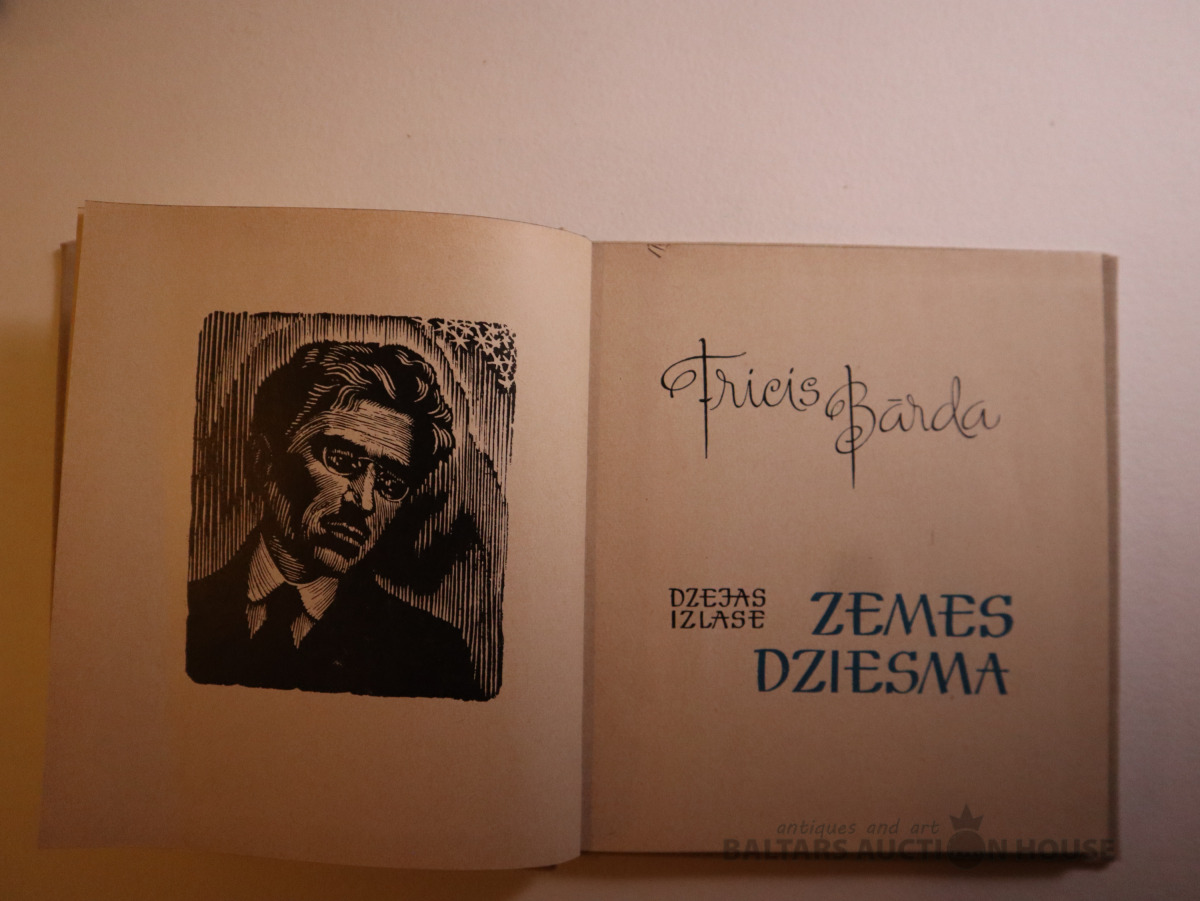 Fricis Bārda
DZEJAS
IZLASE
ZEMES
DZIESMA
antiques and art
BALTARS AUCTION HOUSE